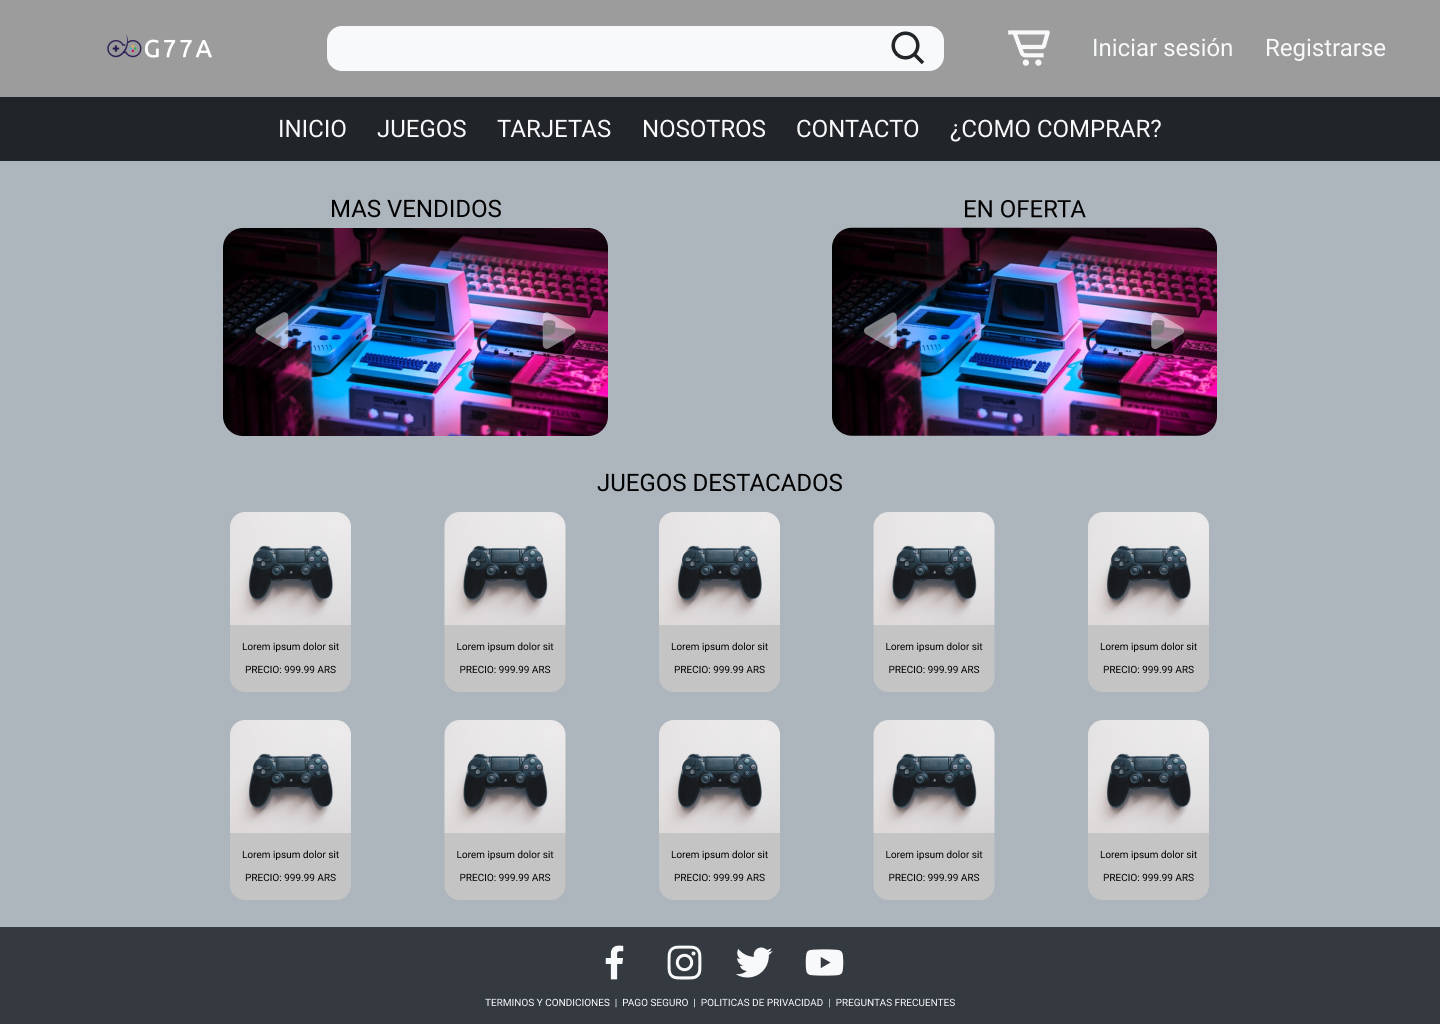 G77A
Iniciar sesión Registrarse
INICIO JUEGOS TARJETAS NOSOTROS CONTACTO ¿COMO COMPRAR?
MAS VENDIDOS EN OFERTA
JUEGOS DESTACADOS
Lorem ipsum dolor sit Lorem ipsum dolor sit Lorem ipsum dolor sit Lorem ipsum dolor sit Lorem ipsum dolor sit
PRECIO: 999.99 ARS PRECIO: 999.99 ARS PRECIO: 999.99 ARS PRECIO: 999.99 ARS PRECIO: 999.99 ARS
Lorem ipsum dolor sit Lorem ipsum dolor sit Lorem ipsum dolor sit Lorem ipsum dolor sit Lorem ipsum dolor sit
PRECIO: 999.99 ARS PRECIO: 999.99 ARS PRECIO: 999.99 ARS PRECIO: 999.99 ARS PRECIO: 999.99 ARS
TERMINOS Y CONDICIONES | PAGO SEGURO | POLITICAS DE PRIVACIDAD | PREGUNTAS FRECUENTES